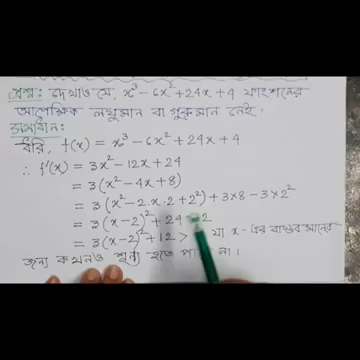 প্রশ্ন: দেখাও যে, x³ - 6x² + 24x + 4 ফাংশনের
আপেক্ষিক লঘুমান বা গুরুমান নেই।
সমাধান:
ধরি, f(x) = x³ - 6x² + 24x + 4
∴ f'(x) = 3x² - 12x + 24
= 3(x² - 4x + 8)
= 3(x² - 2.x.2 + 2²) + 3×8 - 3×2²
= 3(x-2)² + 24 - 2
= 3(x-2)² + 12 > যা x-এর বাস্তব মানের
জন্য কখনও শূন্য হতে পা না।